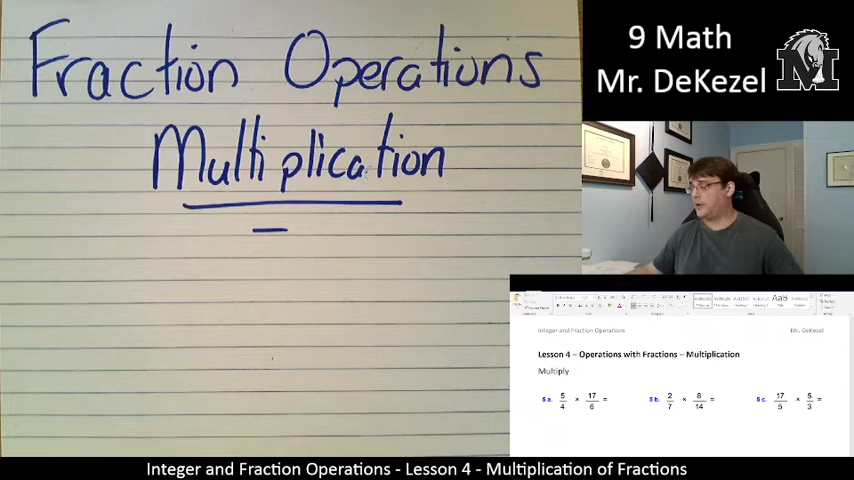 Fraction Operations
Multiplication
9 Math
Mr. DeKezel
M
Integer and Fraction Operations Mr. DeKezel
Lesson 4 – Operations with Fractions – Multiplication
Multiply
5 a. 5/4 × 17/6 = 5 b. 2/7 × 8/14 = 5 c. 17/5 × 5/3 =
Integer and Fraction Operations - Lesson 4 - Multiplication of Fractions